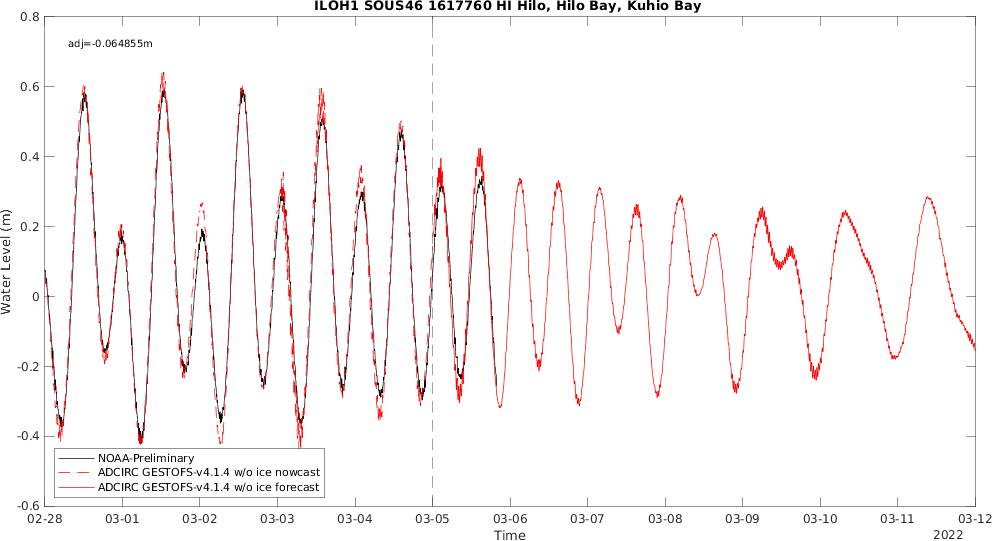 ILOH1 SOUS46 1617760 HI Hilo, Hilo Bay, Kuhio Bay
adj=-0.064855m
0.8
0.6
0.4
0.2
0
-0.2
-0.4
-0.6
Water Level (m)
NOAA-Preliminary
ADCIRC GESTOFS-v4.1.4 w/o ice nowcast
ADCIRC GESTOFS-v4.1.4 w/o ice forecast
02-28 03-01 03-02 03-03 03-04 03-05 03-06 03-07 03-08 03-09 03-10 03-11 03-12
Time
2022